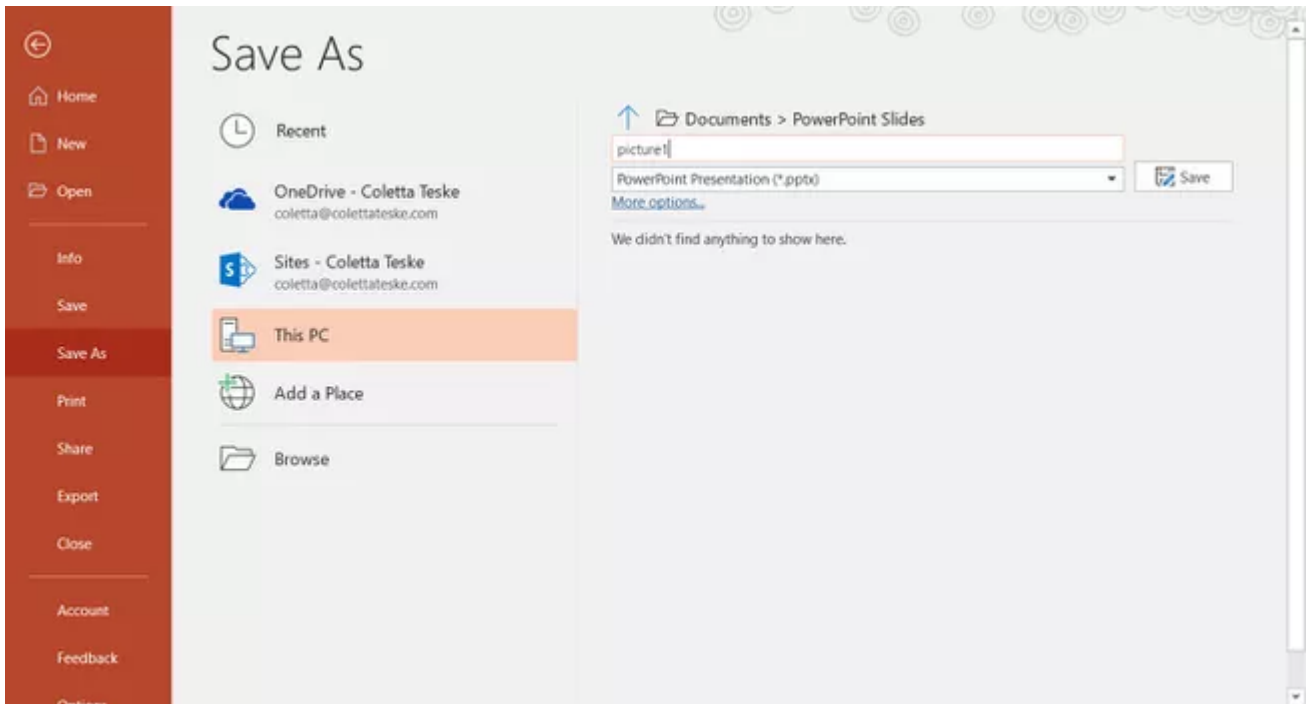 Save As
Home
New
Open
Info
Save
Save As
Print
Share
Export
Close
Account
Feedback
Options
Recent
OneDrive - Coletta Teske
coletta@colettateske.com
Sites - Coletta Teske
coletta@colettateske.com
This PC
Add a Place
Browse
Documents > PowerPoint Slides
picture1
PowerPoint Presentation (*.pptx)
Save
More options...
We didn't find anything to show here.